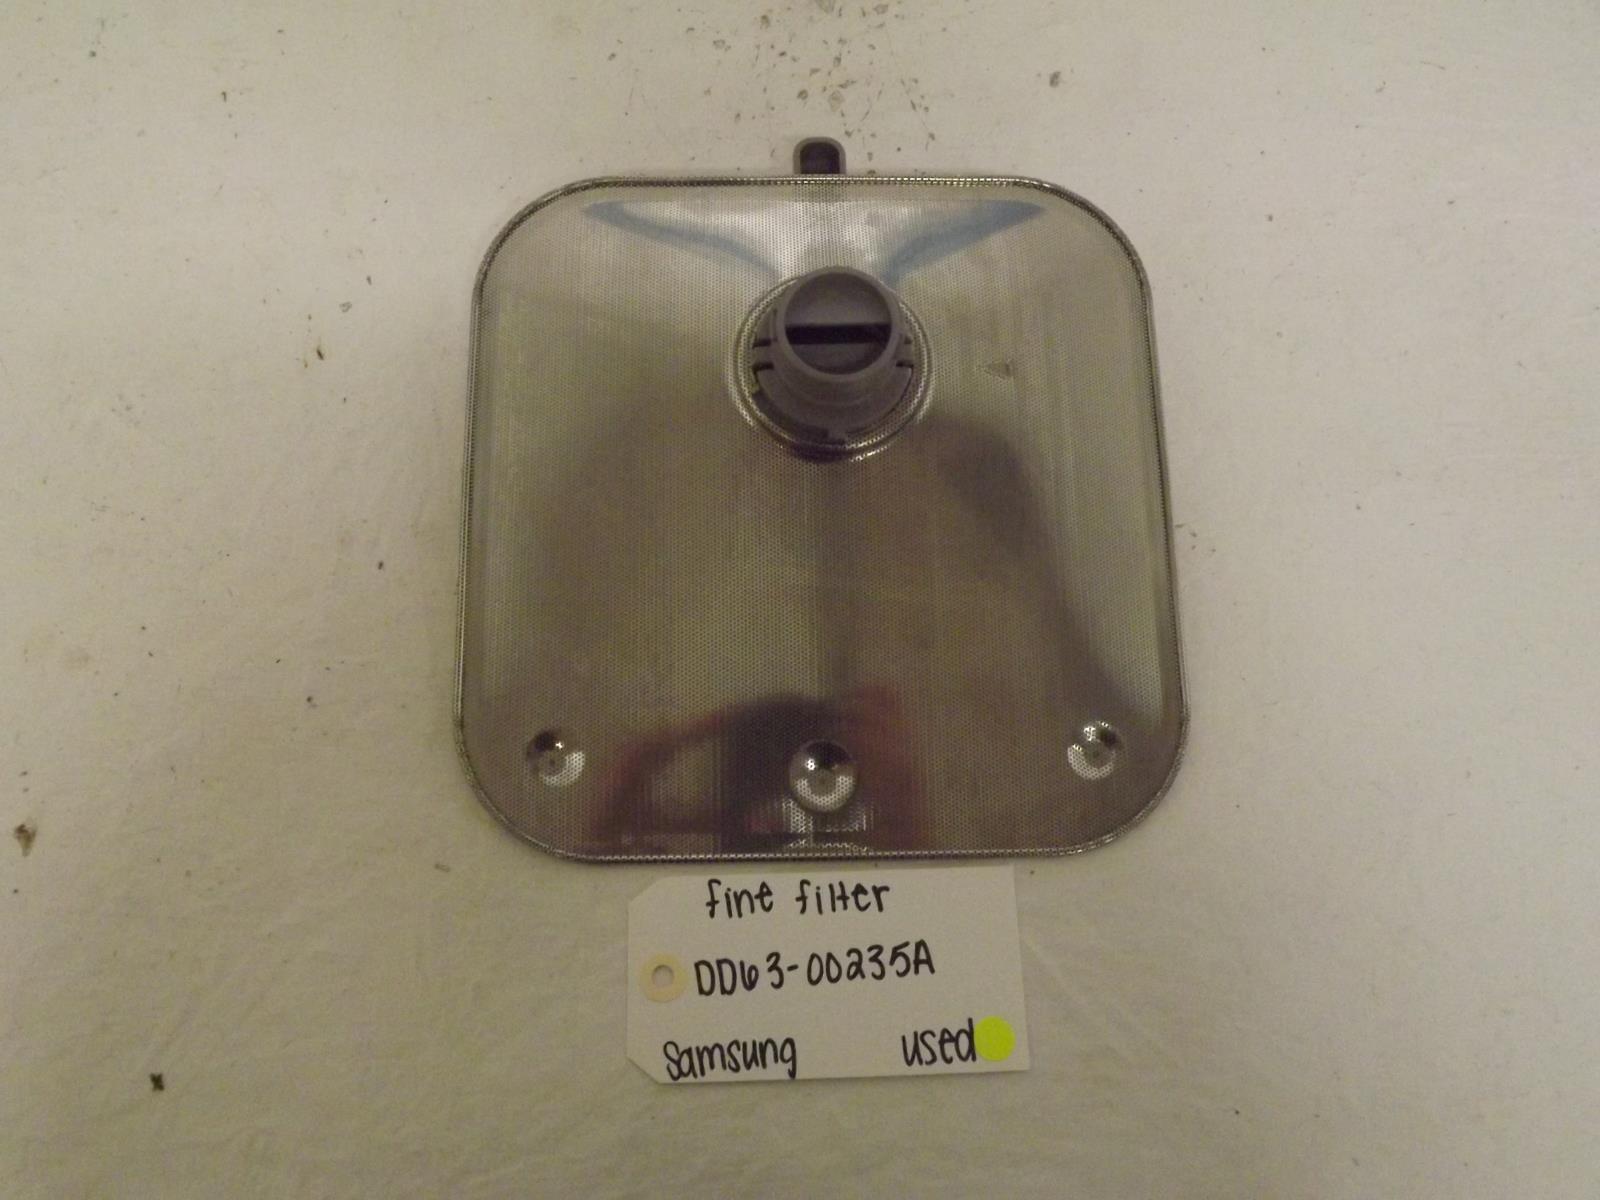 fine filter
DD63-00235A
Samsung used